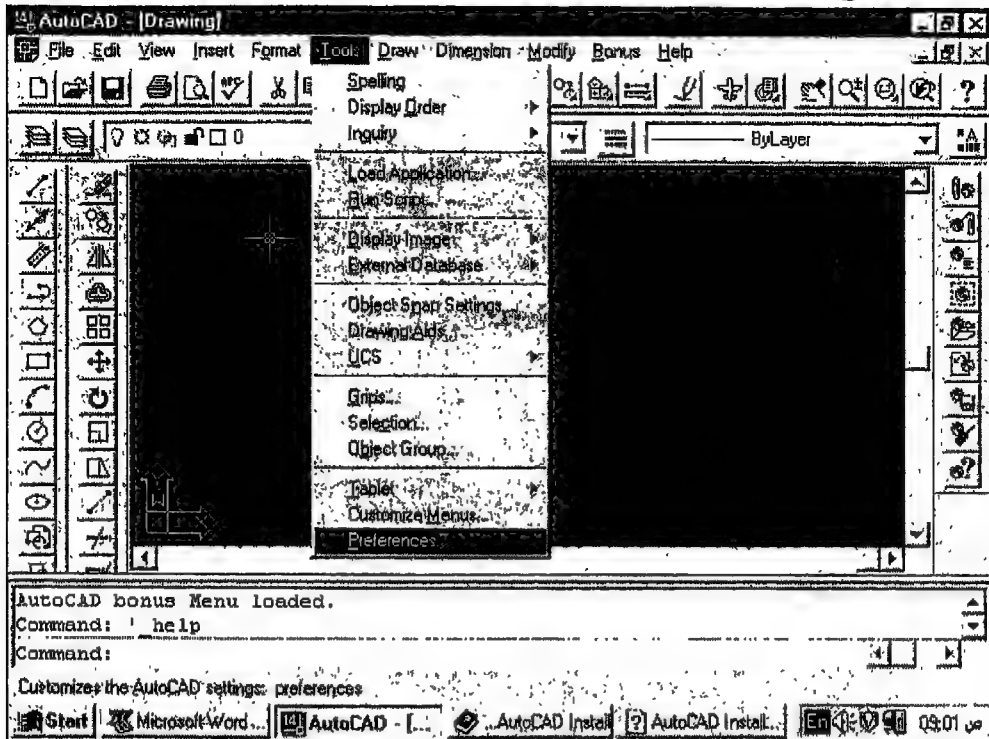 AutoCAD - [Drawing]
File Edit View Insert Format Tools Draw Dimension Modify Bonus Help
Spelling
Display Order
Inquiry
0
ByLayer
Load Application...
Run Script...
Display Image
External Database
Object Snap Settings...
Drawing Aids...
UCS
Grips...
Selection...
Object Group...
Tablet
Customize Menus...
Preferences...
W
AutoCAD bonus Menu loaded.
Command: ' help
Command:
Customizes the AutoCAD settings: preferences
Start Microsoft Word ... AutoCAD - [... ...AutoCAD Install AutoCAD Install... En 09:01 ص